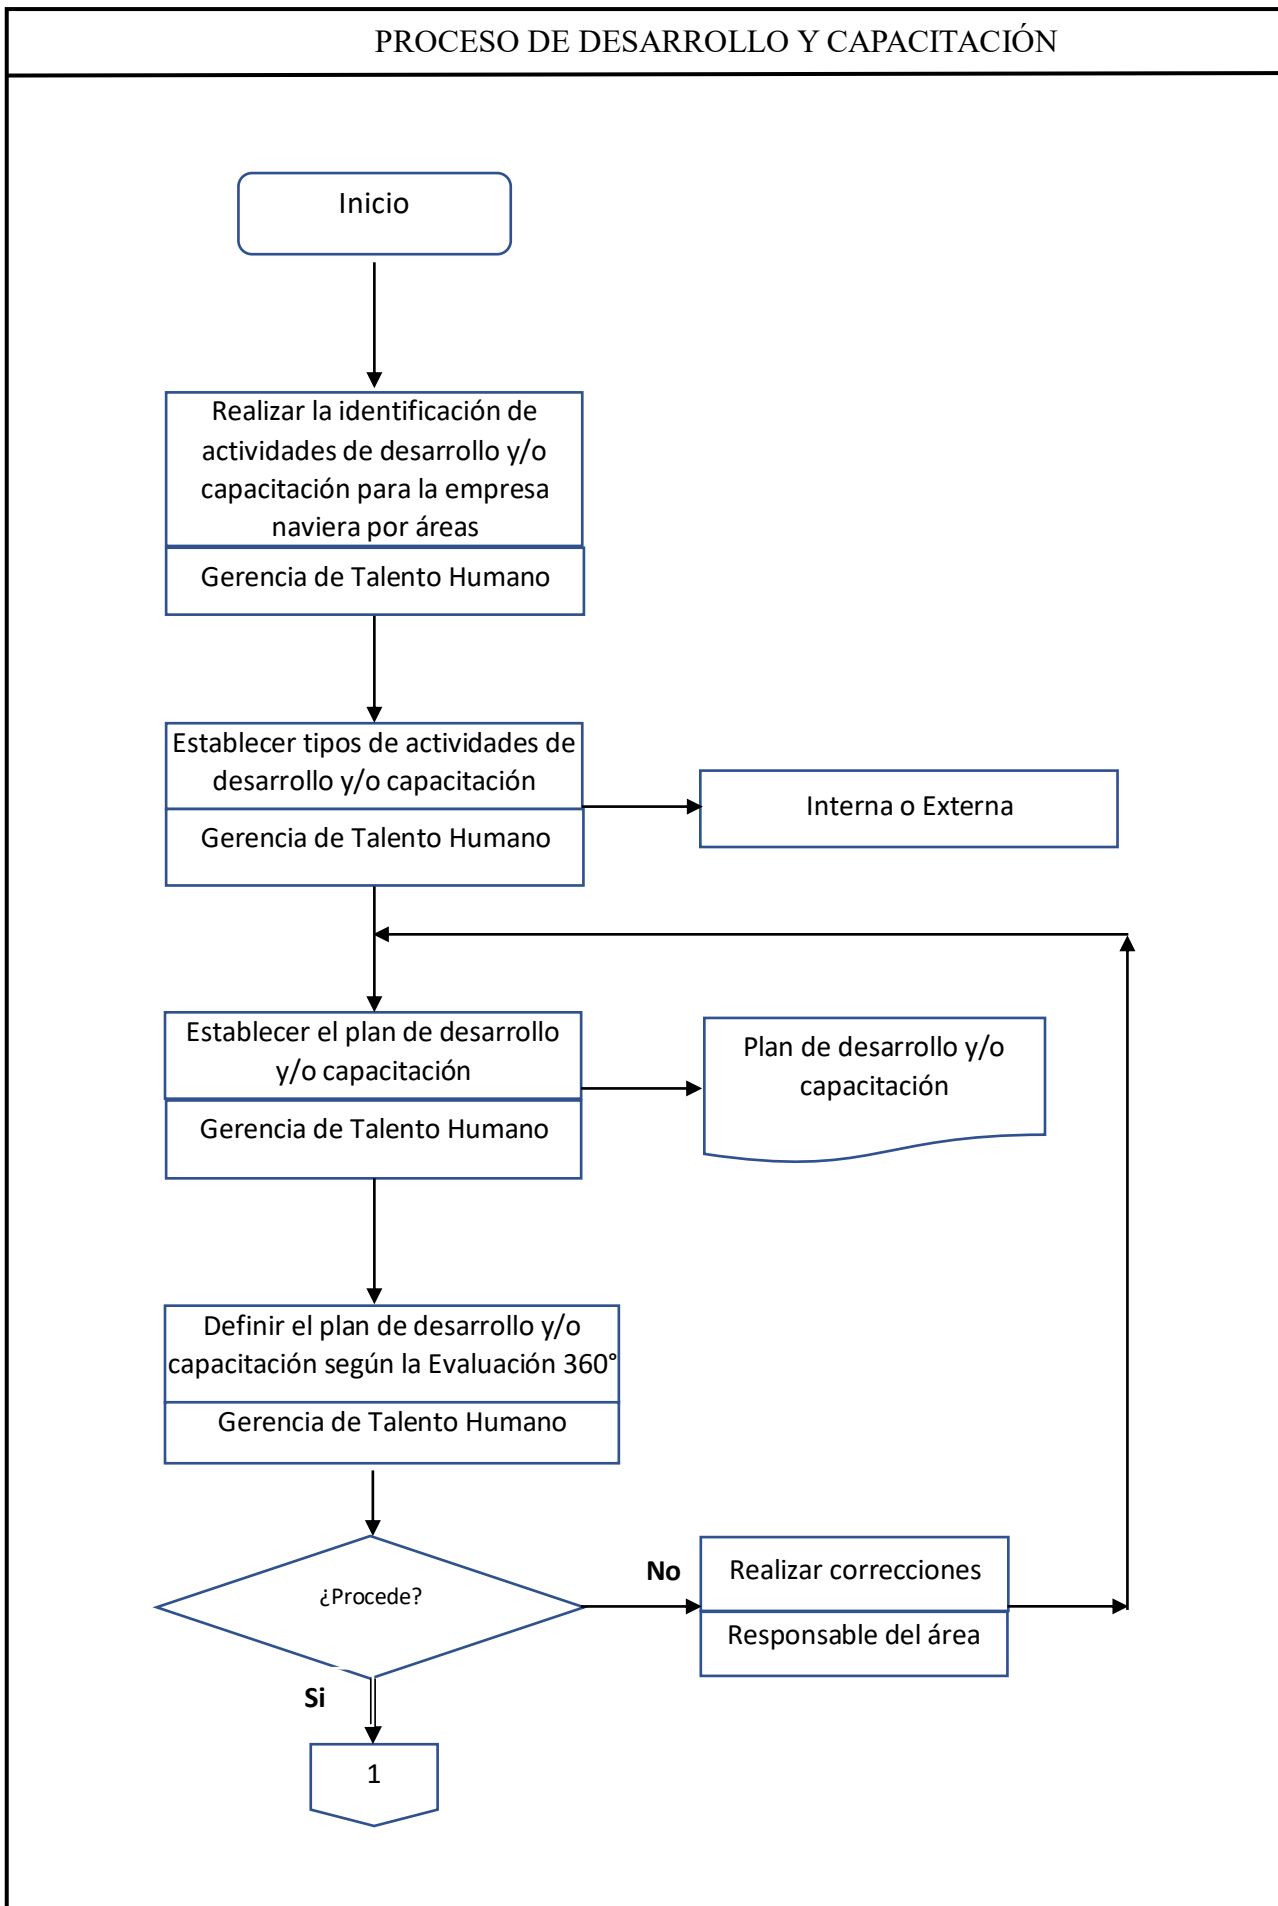 PROCESO DE DESARROLLO Y CAPACITACIÓN
Inicio
Realizar la identificación de
actividades de desarrollo y/o
capacitación para la empresa
naviera por áreas
Gerencia de Talento Humano
Establecer tipos de actividades de
desarrollo y/o capacitación
Gerencia de Talento Humano
Interna o Externa
Establecer el plan de desarrollo
y/o capacitación
Gerencia de Talento Humano
Plan de desarrollo y/o
capacitación
Definir el plan de desarrollo y/o
capacitación según la Evaluación 360°
Gerencia de Talento Humano
¿Procede?
No
Realizar correcciones
Responsable del área
Si
1